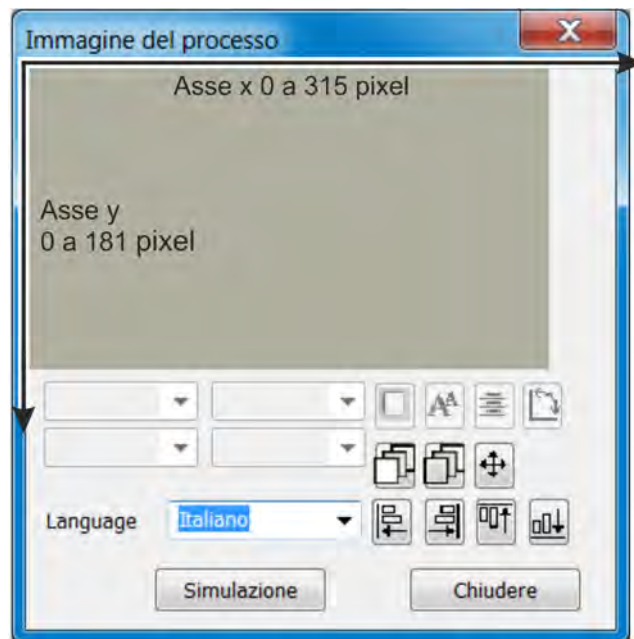 Immagine del processo
Asse x 0 a 315 pixel
Asse y
0 a 181 pixel
Language
Italiano
Simulazione
Chiudere